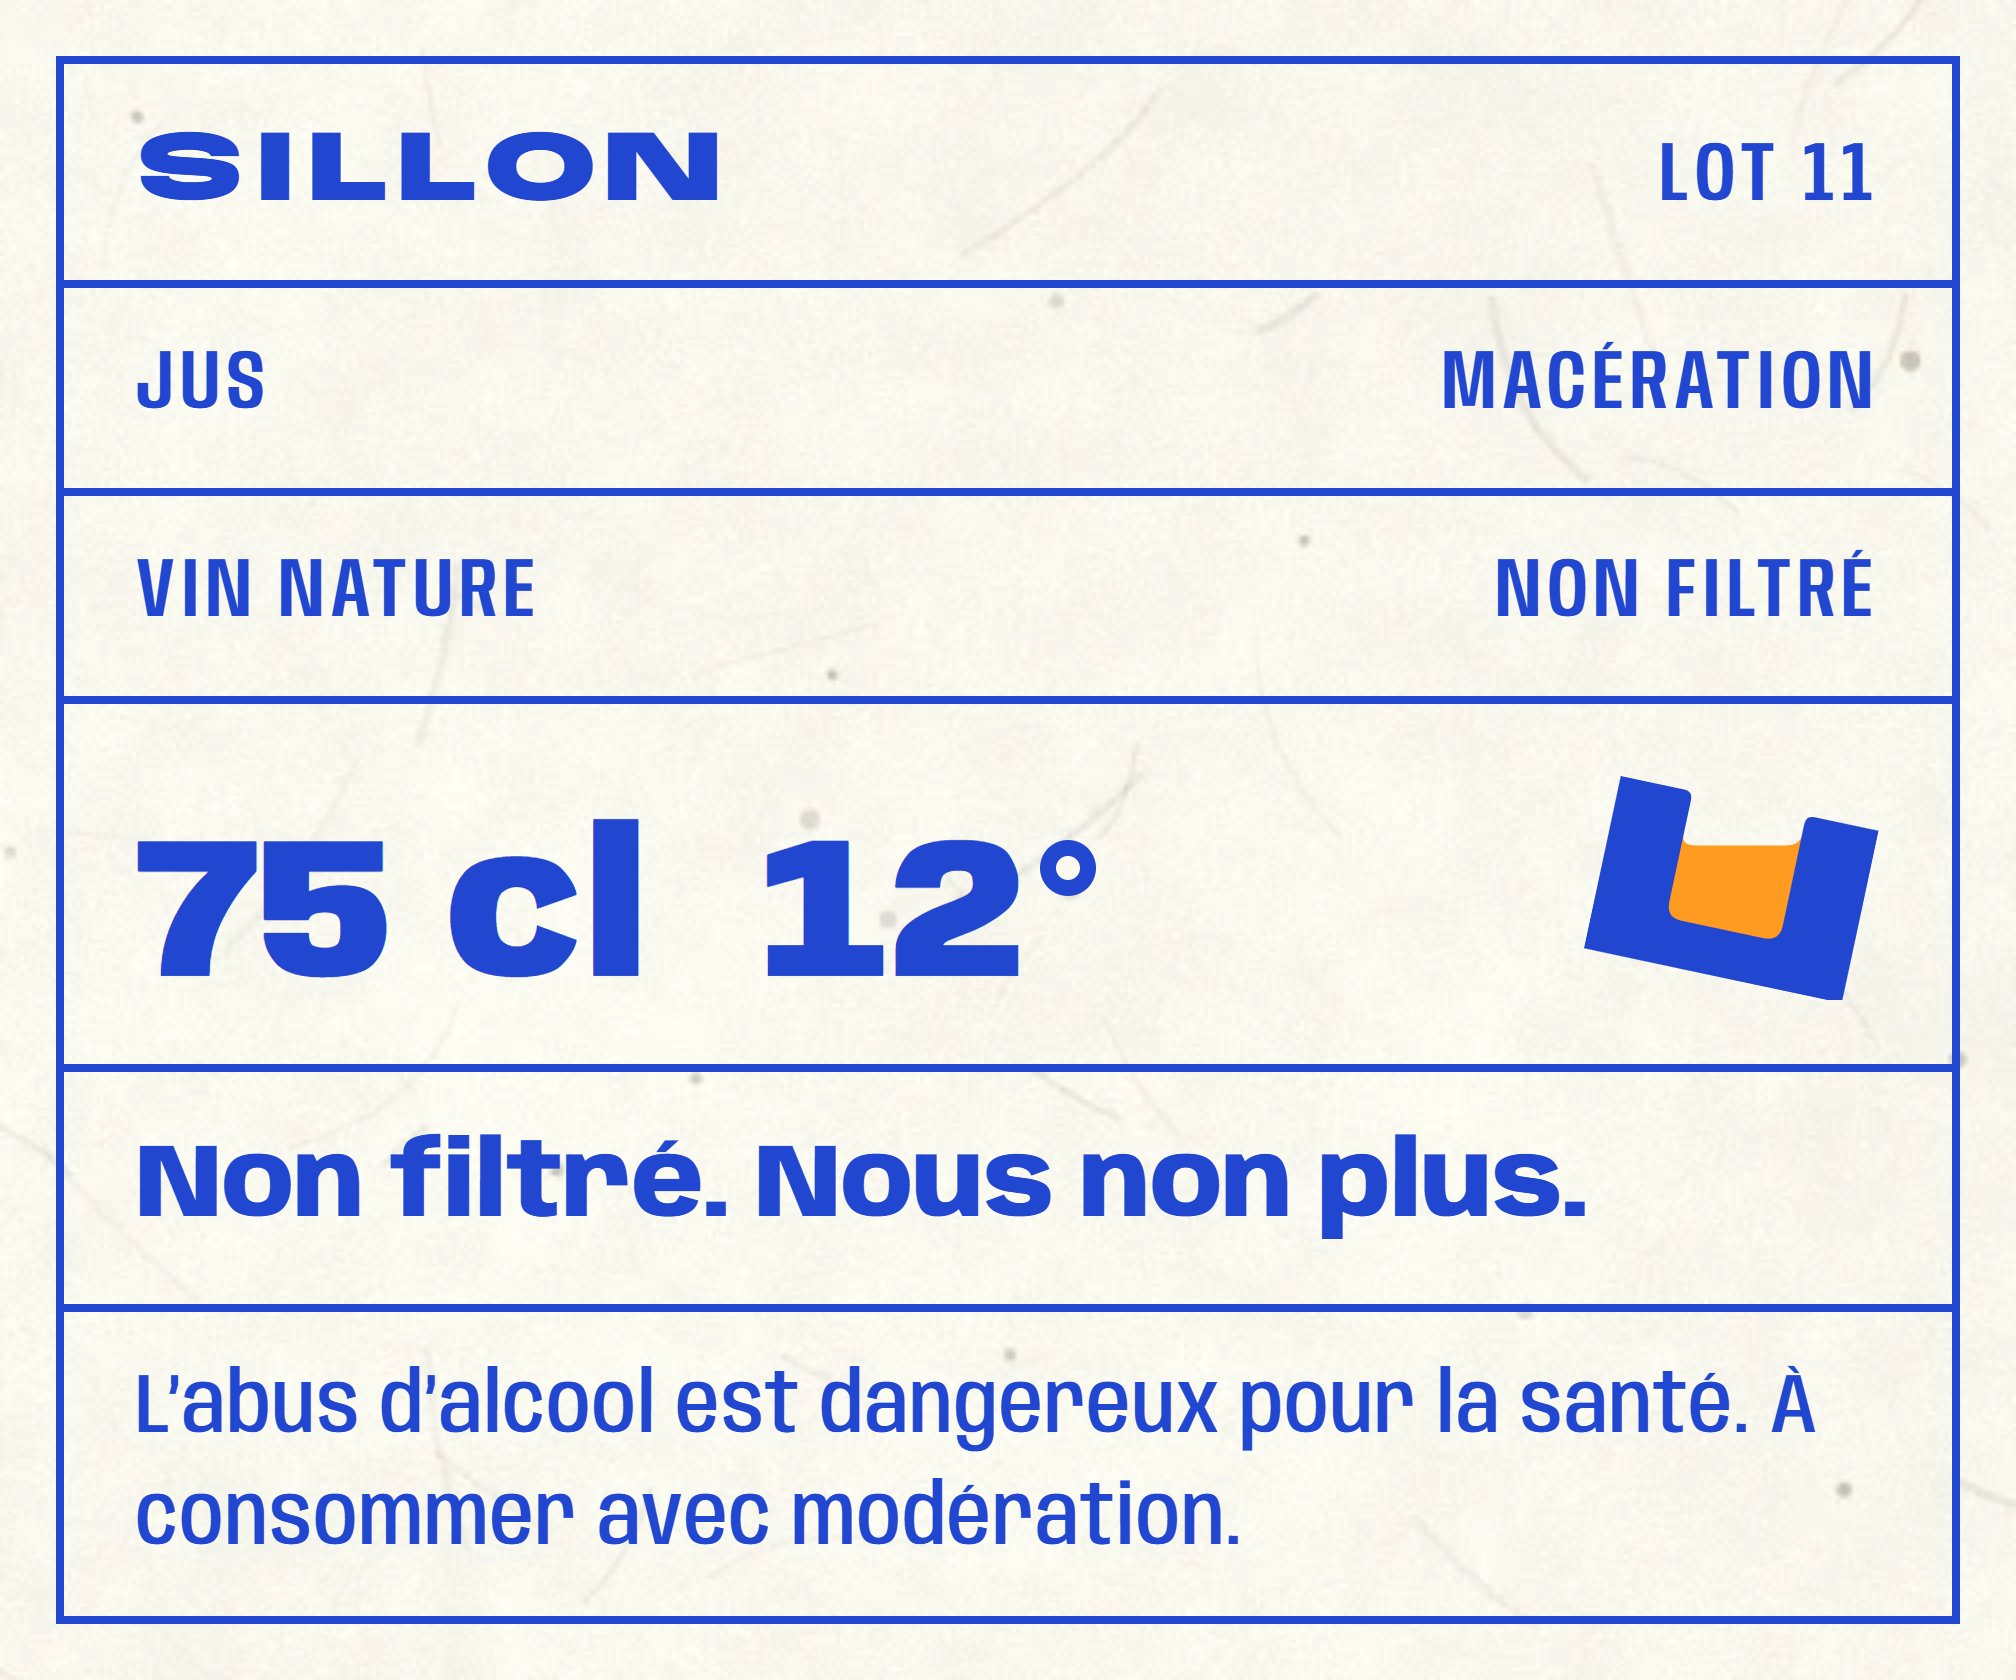 SILLON LOT 11
JUS MACÉRATION
VIN NATURE NON FILTRÉ
75 cl 12°
Non filtré. Nous non plus.
L’abus d’alcool est dangereux pour la santé. À
consommer avec modération.